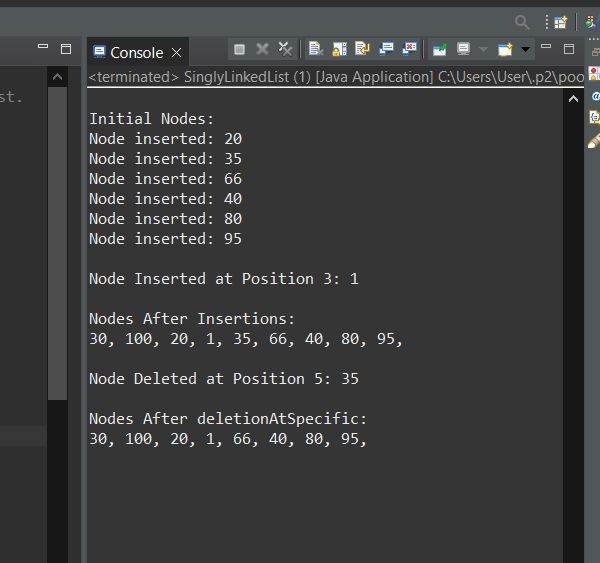 st.
Console
<terminated> SinglyLinkedList (1) [Java Application] C:\Users\User\.p2\poo
Initial Nodes:
Node inserted: 20
Node inserted: 35
Node inserted: 66
Node inserted: 40
Node inserted: 80
Node inserted: 95
Node Inserted at Position 3: 1
Nodes After Insertions:
30, 100, 20, 1, 35, 66, 40, 80, 95,
Node Deleted at Position 5: 35
Nodes After deletionAtSpecific:
30, 100, 20, 1, 66, 40, 80, 95,